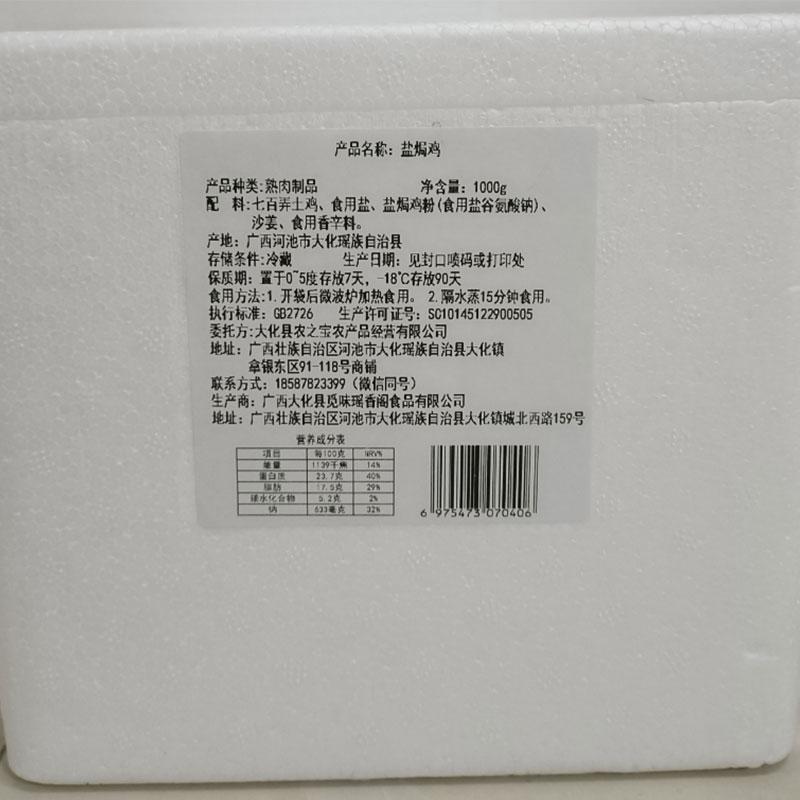 产品名称：盐焗鸡
产品种类:熟肉制品 净含量：1000g
配 料:七百弄土鸡、食用盐、盐焗鸡粉(食用盐谷氨酸钠)、
沙姜、食用香辛料。
产地：广西河池市大化瑶族自治县
存储条件:冷藏 生产日期：见封口喷码或打印处
保质期：置于0~5度存放7天，-18℃存放90天
食用方法:1.开袋后微波炉加热食用。 2.隔水蒸15分钟食用。
执行标准：GB2726 生产许可证号：SC10145122900505
委托方:大化县农之宝农产品经营有限公司
地址：广西壮族自治区河池市大化瑶族自治县大化镇
拿银东区91-118号商铺
联系方式：18587823399（微信同号）
生产商：广西大化县觅味瑶香阁食品有限公司
地址：广西壮族自治区河池市大化瑶族自治县大化镇城北西路159号
营养成分表
项目 每100克 NRV%
能量 1139千焦 14%
蛋白质 23.7克 40%
脂肪 17.5克 29%
碳水化合物 5.2克 2%
钠 633毫克 32%
6 975473 070406